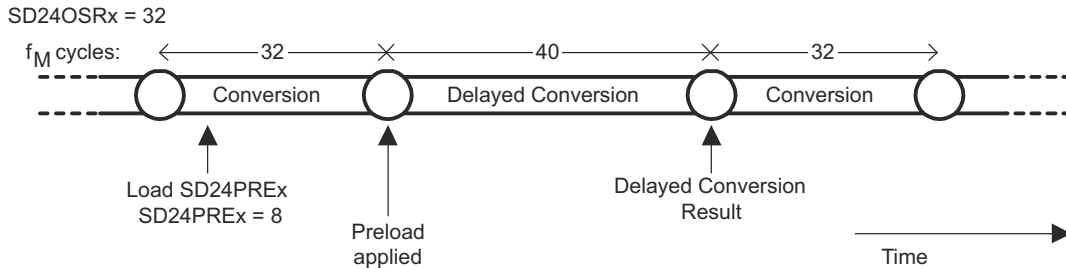 SD24OSRx = 32
fM cycles:
32
40
32
Conversion
Delayed Conversion
Conversion
Load SD24PREx
SD24PREx = 8
Preload
applied
Delayed Conversion
Result
Time